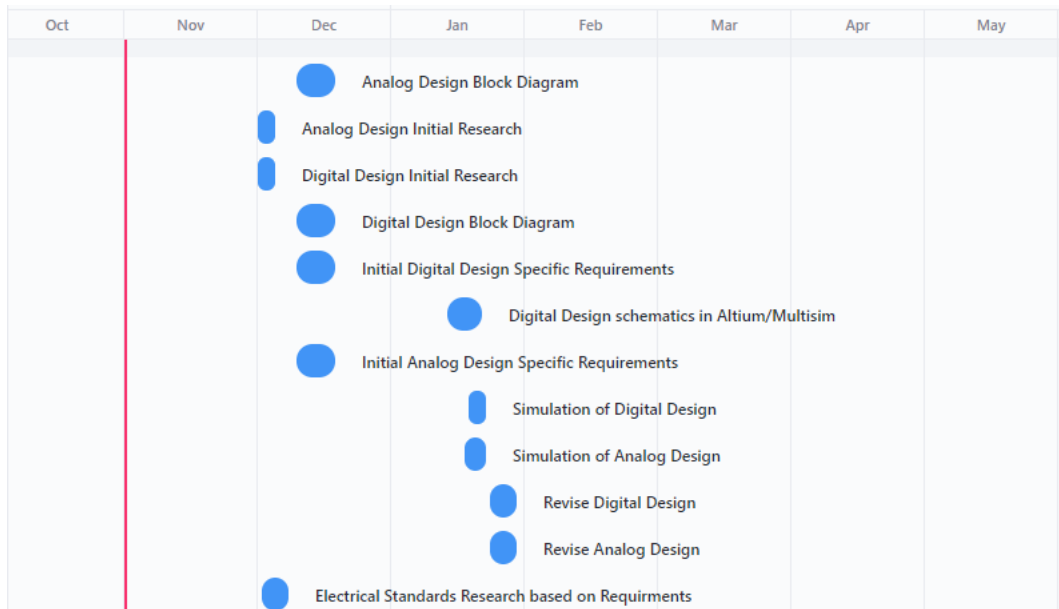 Oct Nov Dec Jan Feb Mar Apr May
Analog Design Block Diagram
Analog Design Initial Research
Digital Design Initial Research
Digital Design Block Diagram
Initial Digital Design Specific Requirements
Digital Design schematics in Altium/Multisim
Initial Analog Design Specific Requirements
Simulation of Digital Design
Simulation of Analog Design
Revise Digital Design
Revise Analog Design
Electrical Standards Research based on Requirments